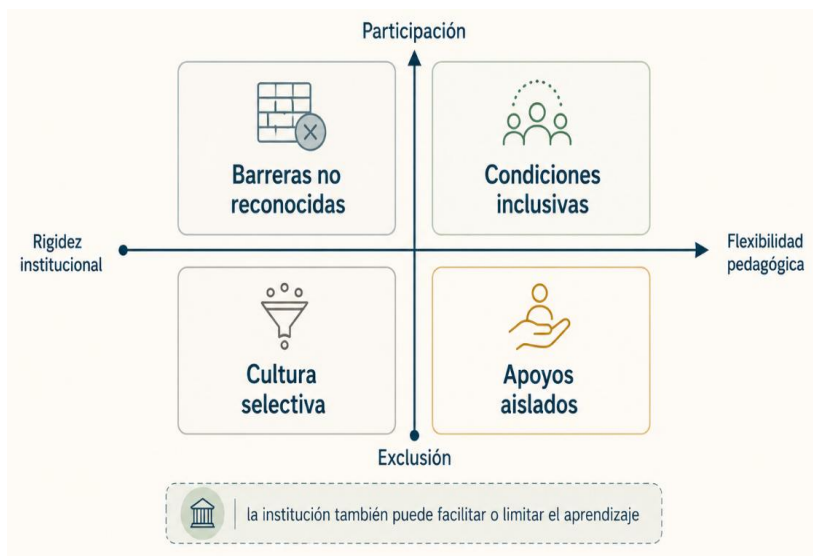 Participación
Barreras no
reconocidas
Condiciones
inclusivas
Rigidez
institucional
Flexibilidad
pedagógica
Cultura
selectiva
Apoyos
aislados
Exclusión
la institución también puede facilitar o limitar el aprendizaje